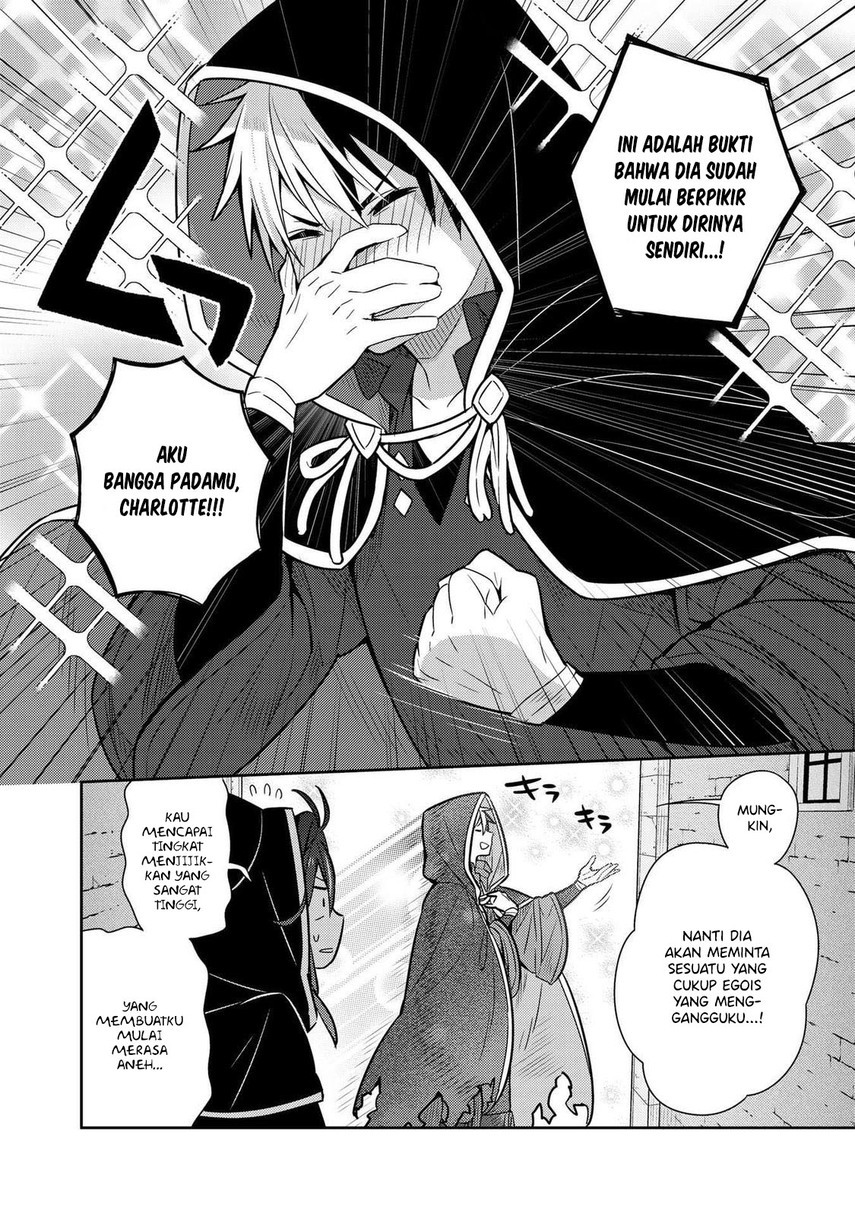 INI ADALAH BUKTI
BAHWA DIA SUDAH
MULAI BERPIKIR
UNTUK DIRINYA
SENDIRI...!
くっ
AKU
BANGGA PADAMU,
CHARLOTTE!!!
MUNG-
KIN,
NANTI DIA
AKAN MEMINTA
SESUATU YANG
CUKUP EGOIS
YANG MENG-
GANGGUKU...!
キラ
キラ
KAU
MENCAPAI
TINGKAT
MENJIJIK-
KAN YANG
SANGAT
TINGGI,
YANG
MEMBUATKU
MULAI
MERASA
ANEH...